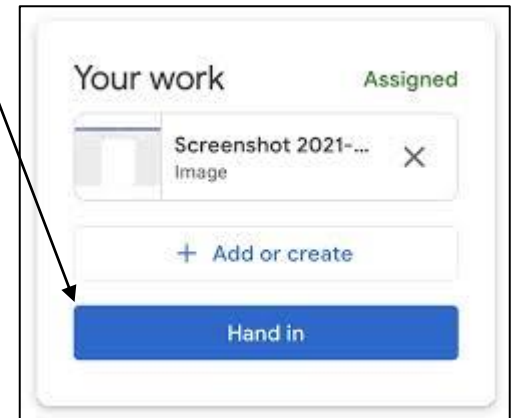 Your work Assigned
Screenshot 2021-...
Image
+ Add or create
Hand in